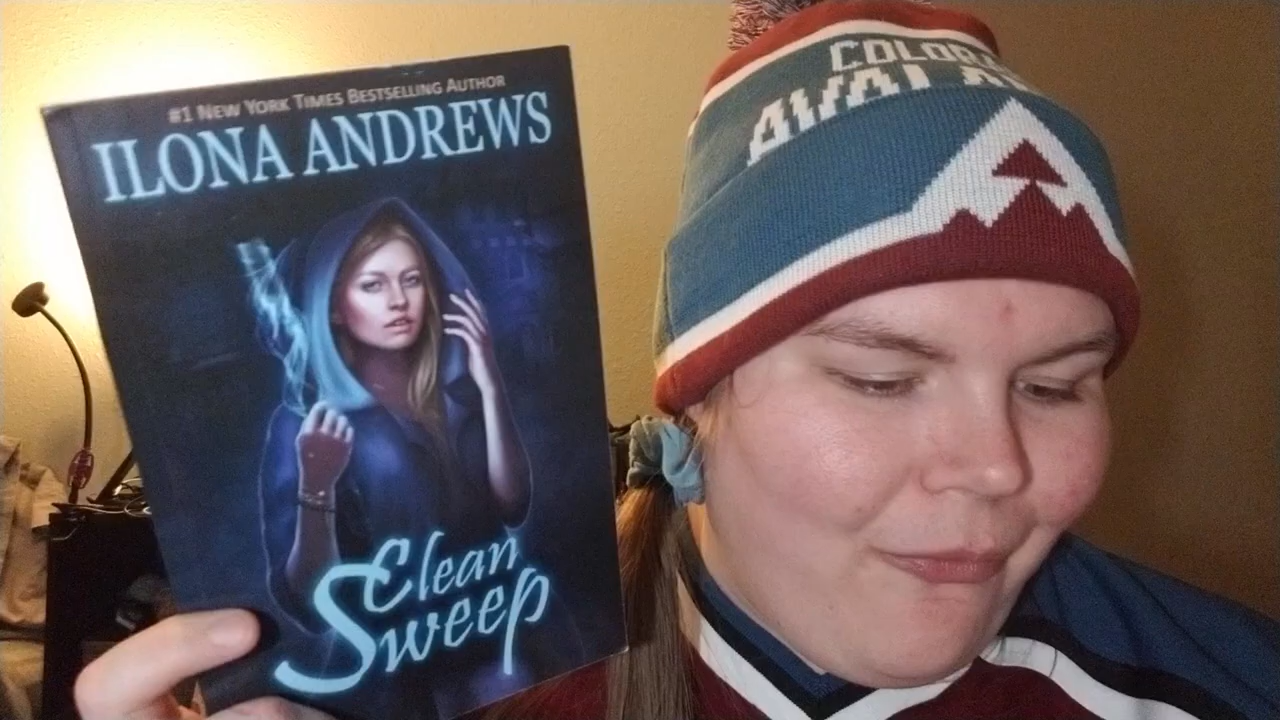 #1 New York Times Bestselling Author
ILONA ANDREWS
Clean
Sweep